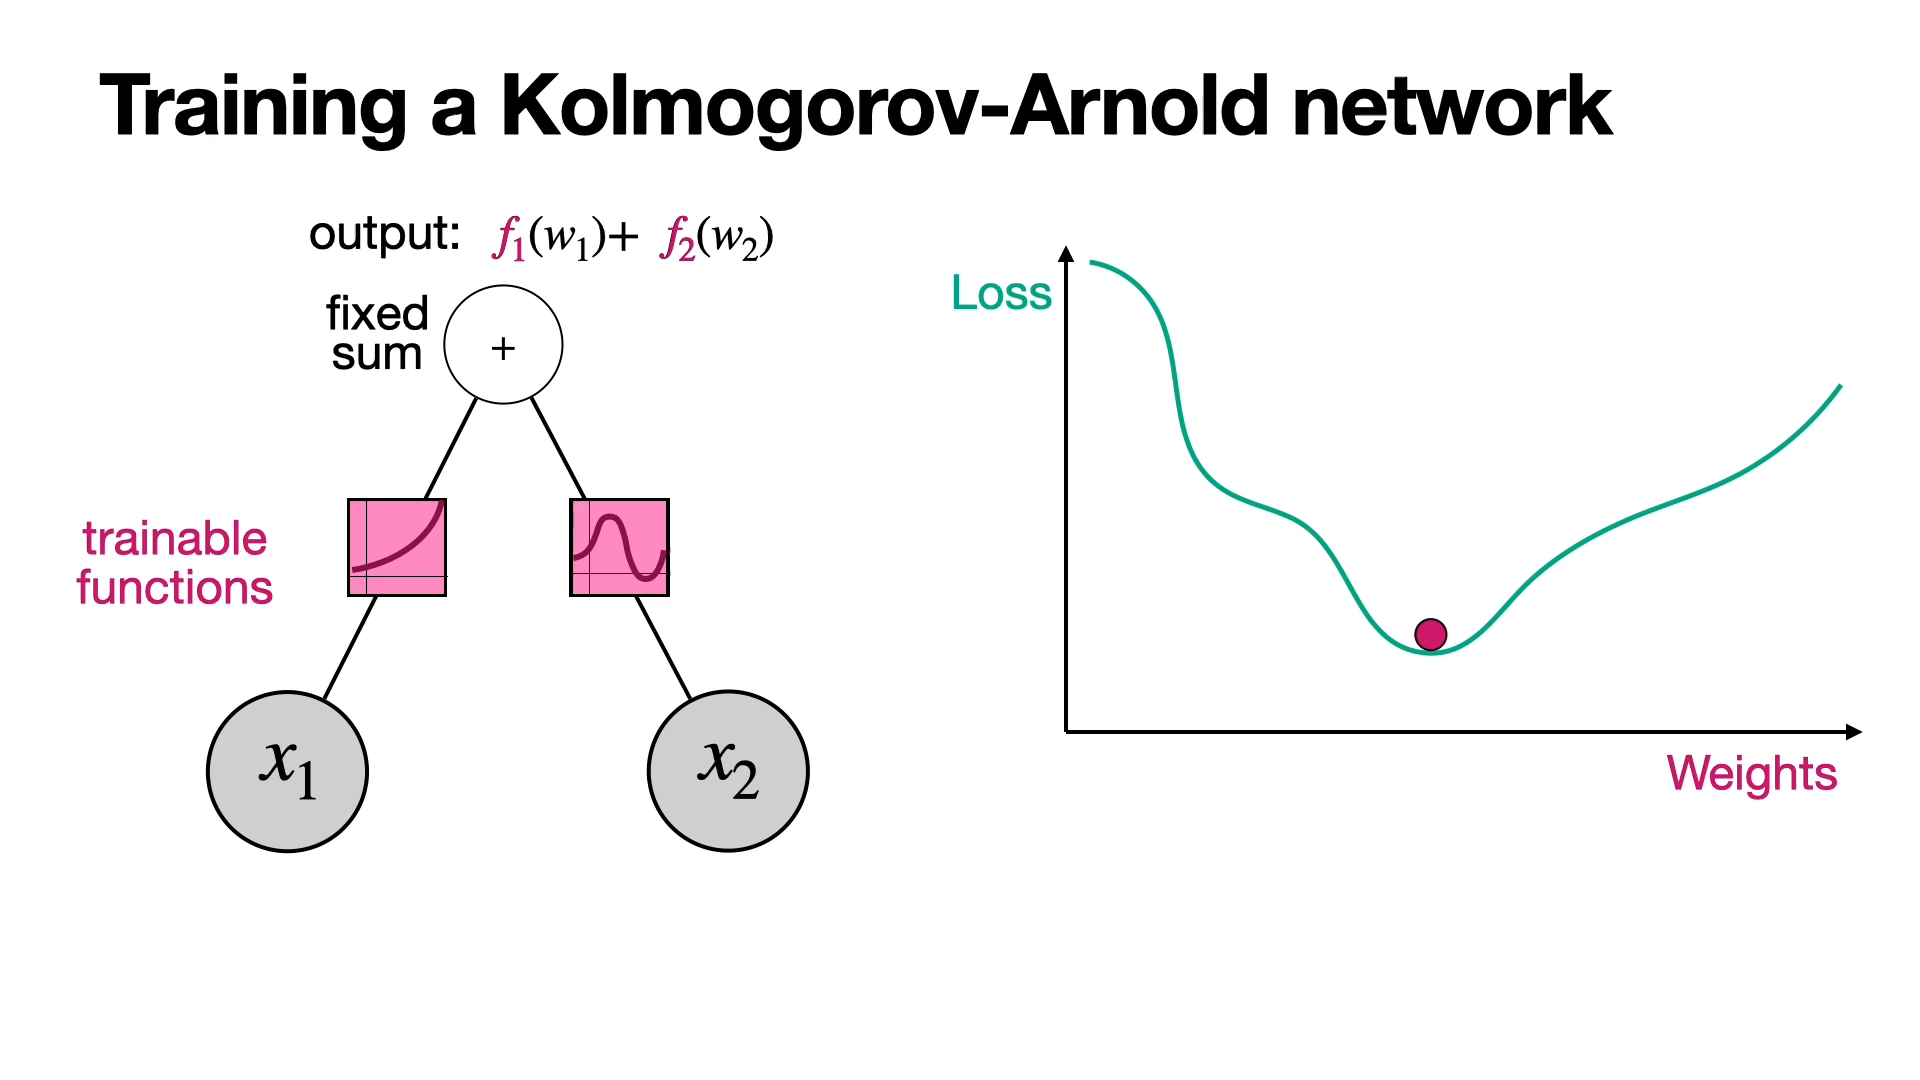 Training a Kolmogorov-Arnold network
output: f₁(w₁)+ f₂(w₂)
fixed
sum
+
trainable
functions
x₁
x₂
Loss
Weights